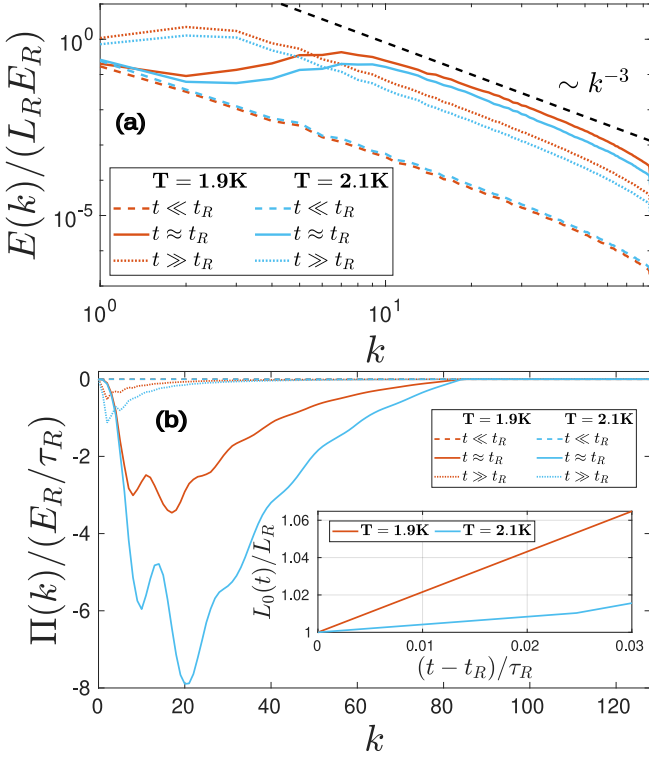 10^0
10^-5
E(k)/(L_R E_R)
(a)
∼ k^-3
T = 1.9K T = 2.1K
t ≪ t_R t ≪ t_R
t ≈ t_R t ≈ t_R
t ≫ t_R t ≫ t_R
10^0 10^1
k
0
-2
-4
-6
-8
Π(k)/(E_R/τ_R)
(b)
T = 1.9K T = 2.1K
t ≪ t_R t ≪ t_R
t ≈ t_R t ≈ t_R
t ≫ t_R t ≫ t_R
1.06
1.04
1.02
1
L_0(t)/L_R
T = 1.9K T = 2.1K
0 0.01 0.02 0.03
(t − t_R)/τ_R
0 20 40 60 80 100 120
k